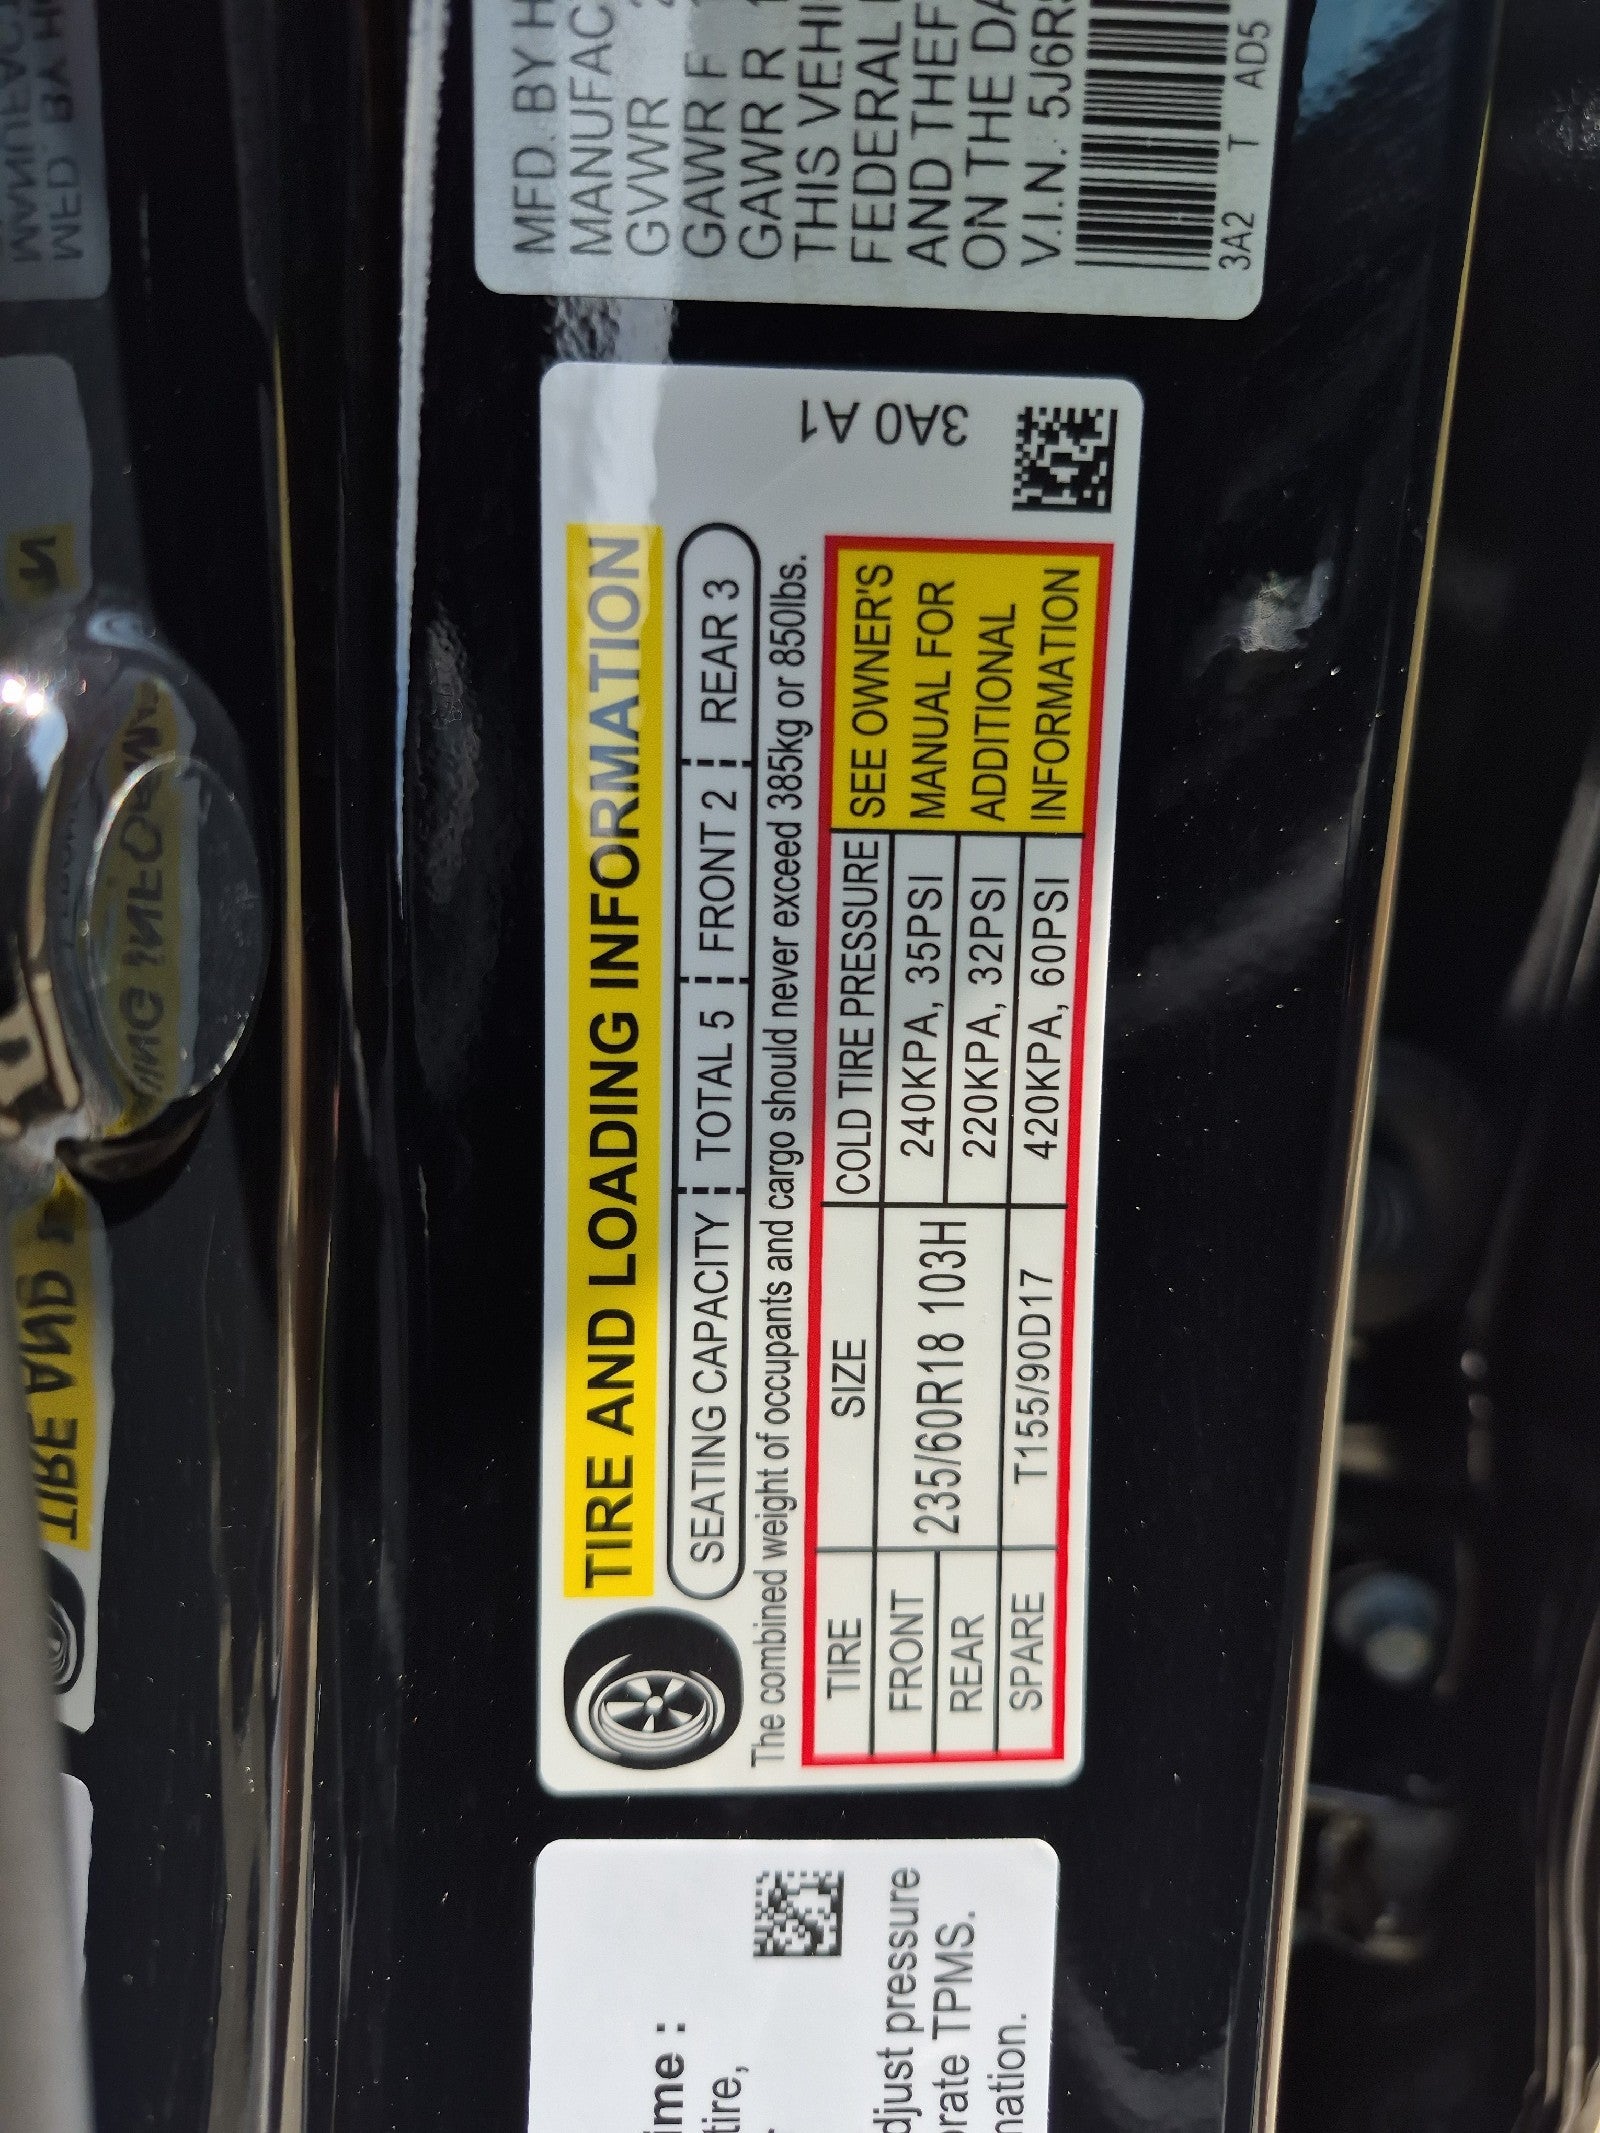 TIRE AND LOADING INFORMATION
SEATING CAPACITY TOTAL 5 FRONT 2 REAR 3
The combined weight of occupants and cargo should never exceed 385kg or 850lbs.
TIRE SIZE COLD TIRE PRESSURE
FRONT 235/60R18 103H 240KPA, 35PSI
REAR 220KPA, 32PSI
SPARE T155/90D17 420KPA, 60PSI
SEE OWNER'S
MANUAL FOR
ADDITIONAL
INFORMATION
3A0 A1
MFD. BY H
MANUFAC
GVWR
GAWR F
GAWR R
THIS VEHI
FEDERAL
AND THEF
ON THE DA
V.I.N. 5J6R
3A2 T AD5
ime :
tire,
djust pressure
rate TPMS.
nation.